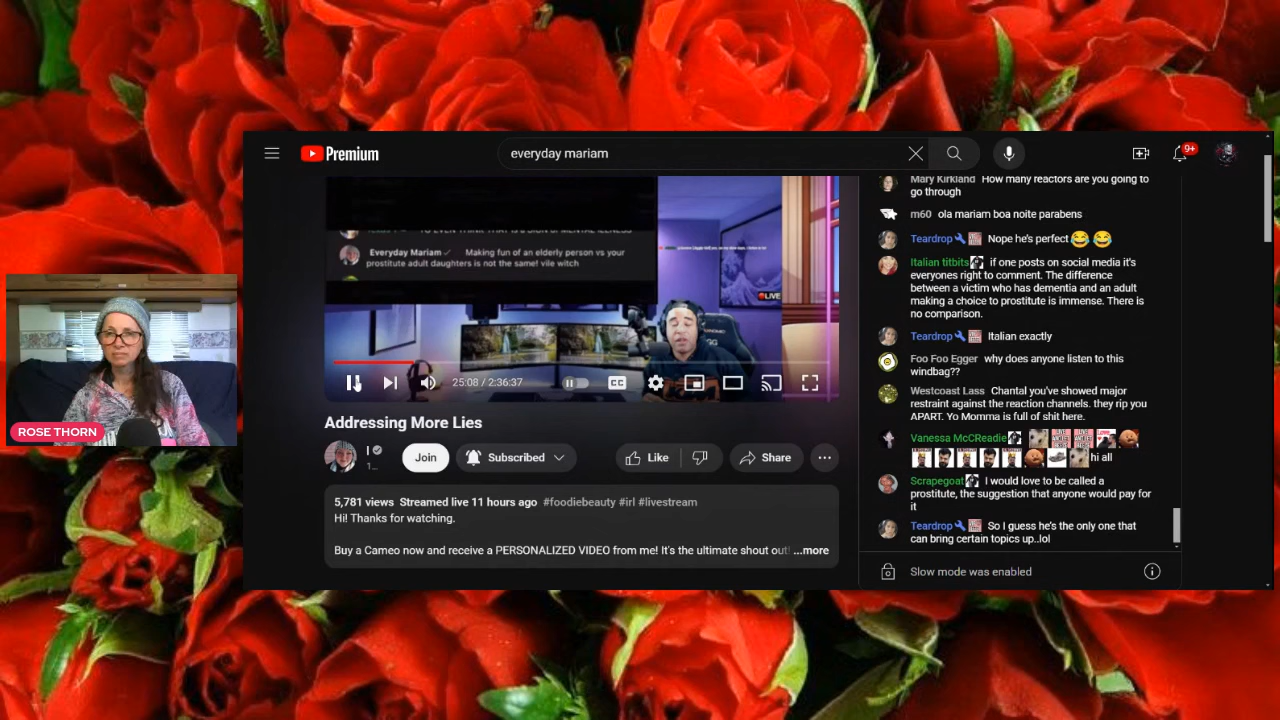 Premium
everyday mariam
9+
Everyday Mariam Making fun of an elderly person vs your
prostitute adult daughters is not the same! vile witch
LIVE
25:08 / 2:36:37
CC
Addressing More Lies
I
1...
Join
Subscribed
Like
Share
5,781 views Streamed live 11 hours ago #foodiebeauty #irl #livestream
Hi! Thanks for watching.
Buy a Cameo now and receive a PERSONALIZED VIDEO from me! It's the ultimate shout out! ...more
Mary Kirkland How many reactors are you going to
go through
m60 ola mariam boa noite parabens
Teardrop Nope he's perfect😂😂
Italian titbits if one posts on social media it's
everyones right to comment. The difference
between a victim who has dementia and an adult
making a choice to prostitute is immense. There is
no comparison.
Teardrop Italian exactly
Foo Foo Egger why does anyone listen to this
windbag??
Westcoast Lass Chantal you've showed major
restraint against the reaction channels. they rip you
APART. Yo Momma is full of shit here.
Vanessa McCReadie
hi all
Scrapegoat I would love to be called a
prostitute, the suggestion that anyone would pay for
it
Teardrop So I guess he's the only one that
can bring certain topics up..lol
Slow mode was enabled
ROSE THORN